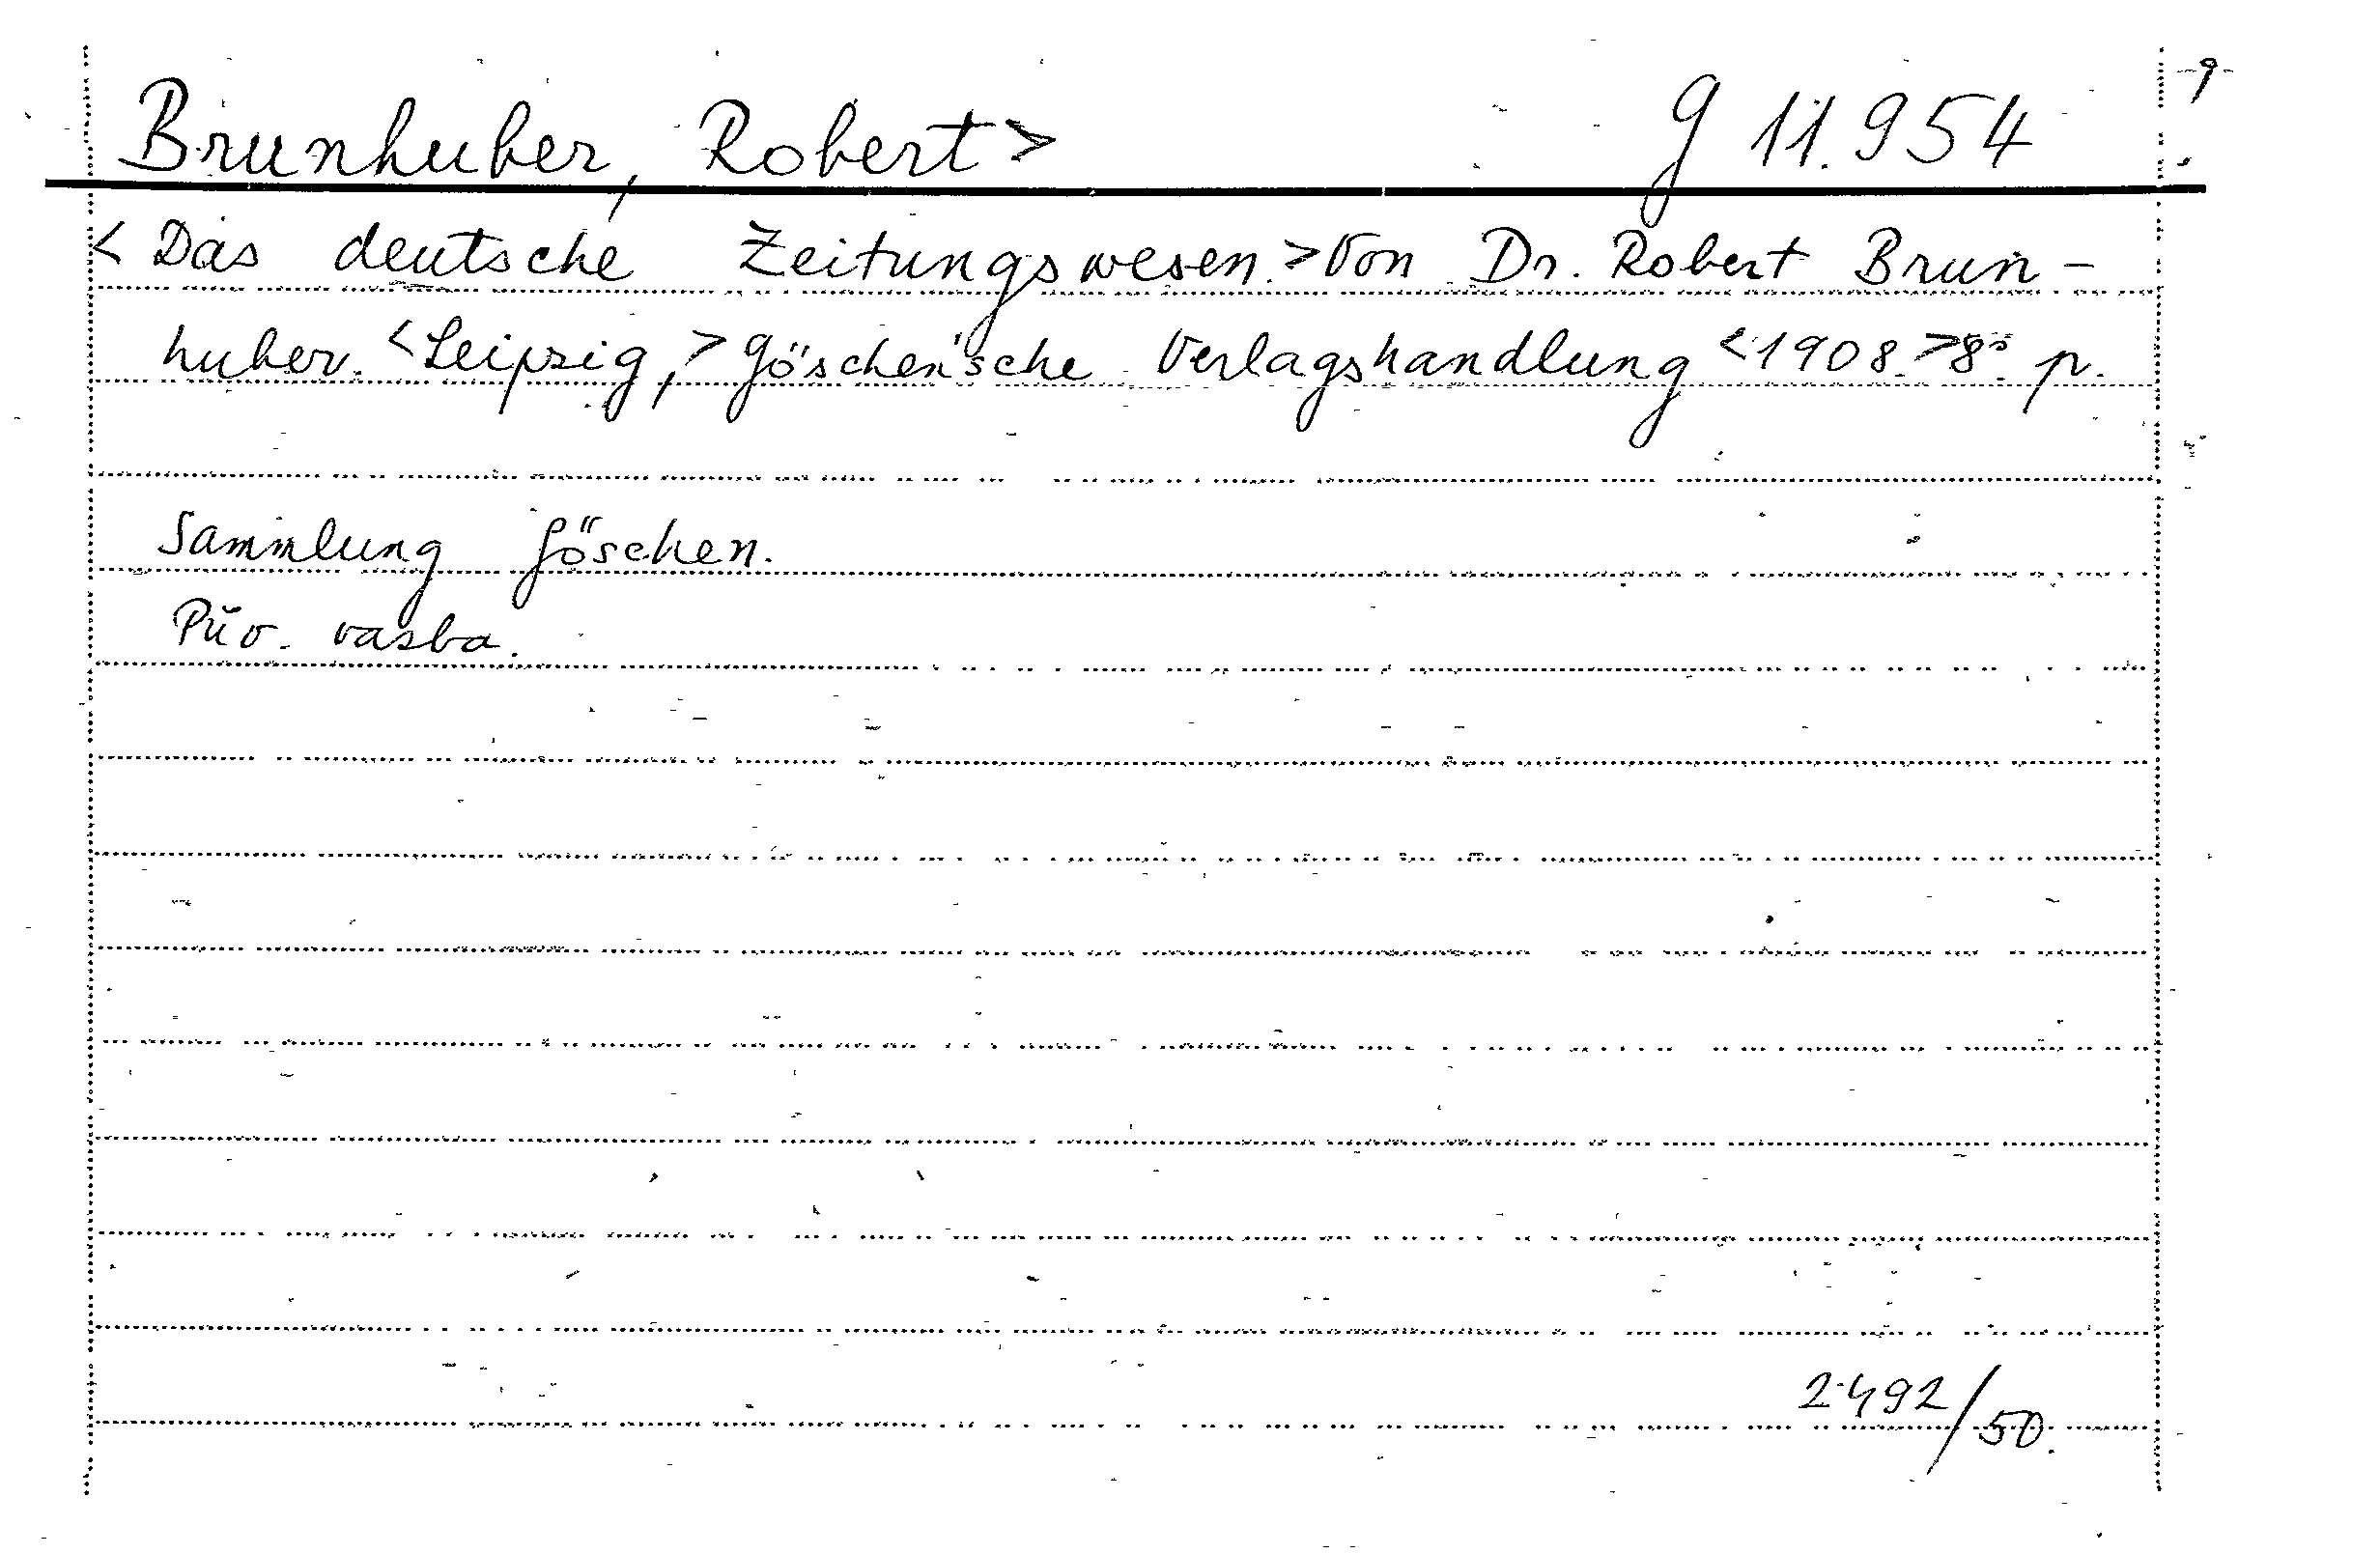 Brunhuber, Robert> g 11.954
<Das deutsche Zeitungswesen.>Von Dr. Robert Brun-
huber. <Leipzig,> Göschen'sche Verlagshandlung <1908.>8° p.
Sammlung Göschen.
Pův. vasba.
2492/50.